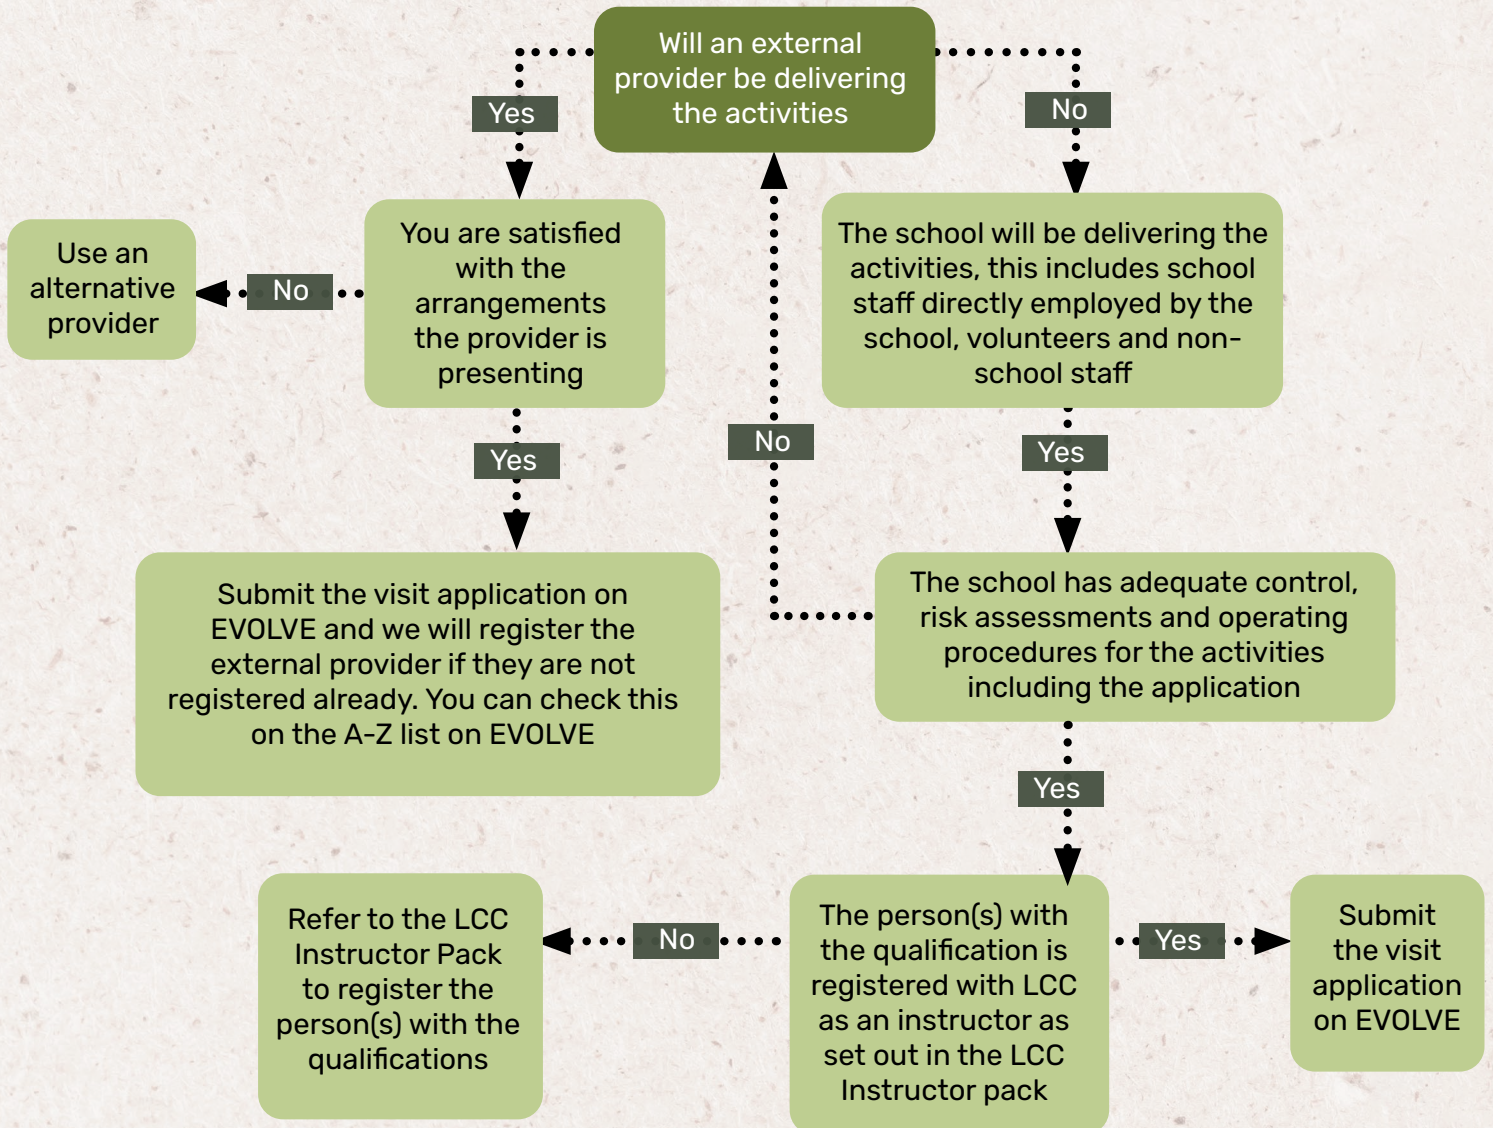 Will an external
provider be delivering
the activities
Yes
No
Use an
alternative
provider
No
You are satisfied
with the
arrangements
the provider is
presenting
The school will be delivering the
activities, this includes school
staff directly employed by the
school, volunteers and non-
school staff
Yes
No
Yes
Submit the visit application on
EVOLVE and we will register the
external provider if they are not
registered already. You can check this
on the A-Z list on EVOLVE
The school has adequate control,
risk assessments and operating
procedures for the activities
including the application
Yes
Refer to the LCC
Instructor Pack
to register the
person(s) with the
qualifications
No
The person(s) with
the qualification is
registered with LCC
as an instructor as
set out in the LCC
Instructor pack
Yes
Submit
the visit
application
on EVOLVE